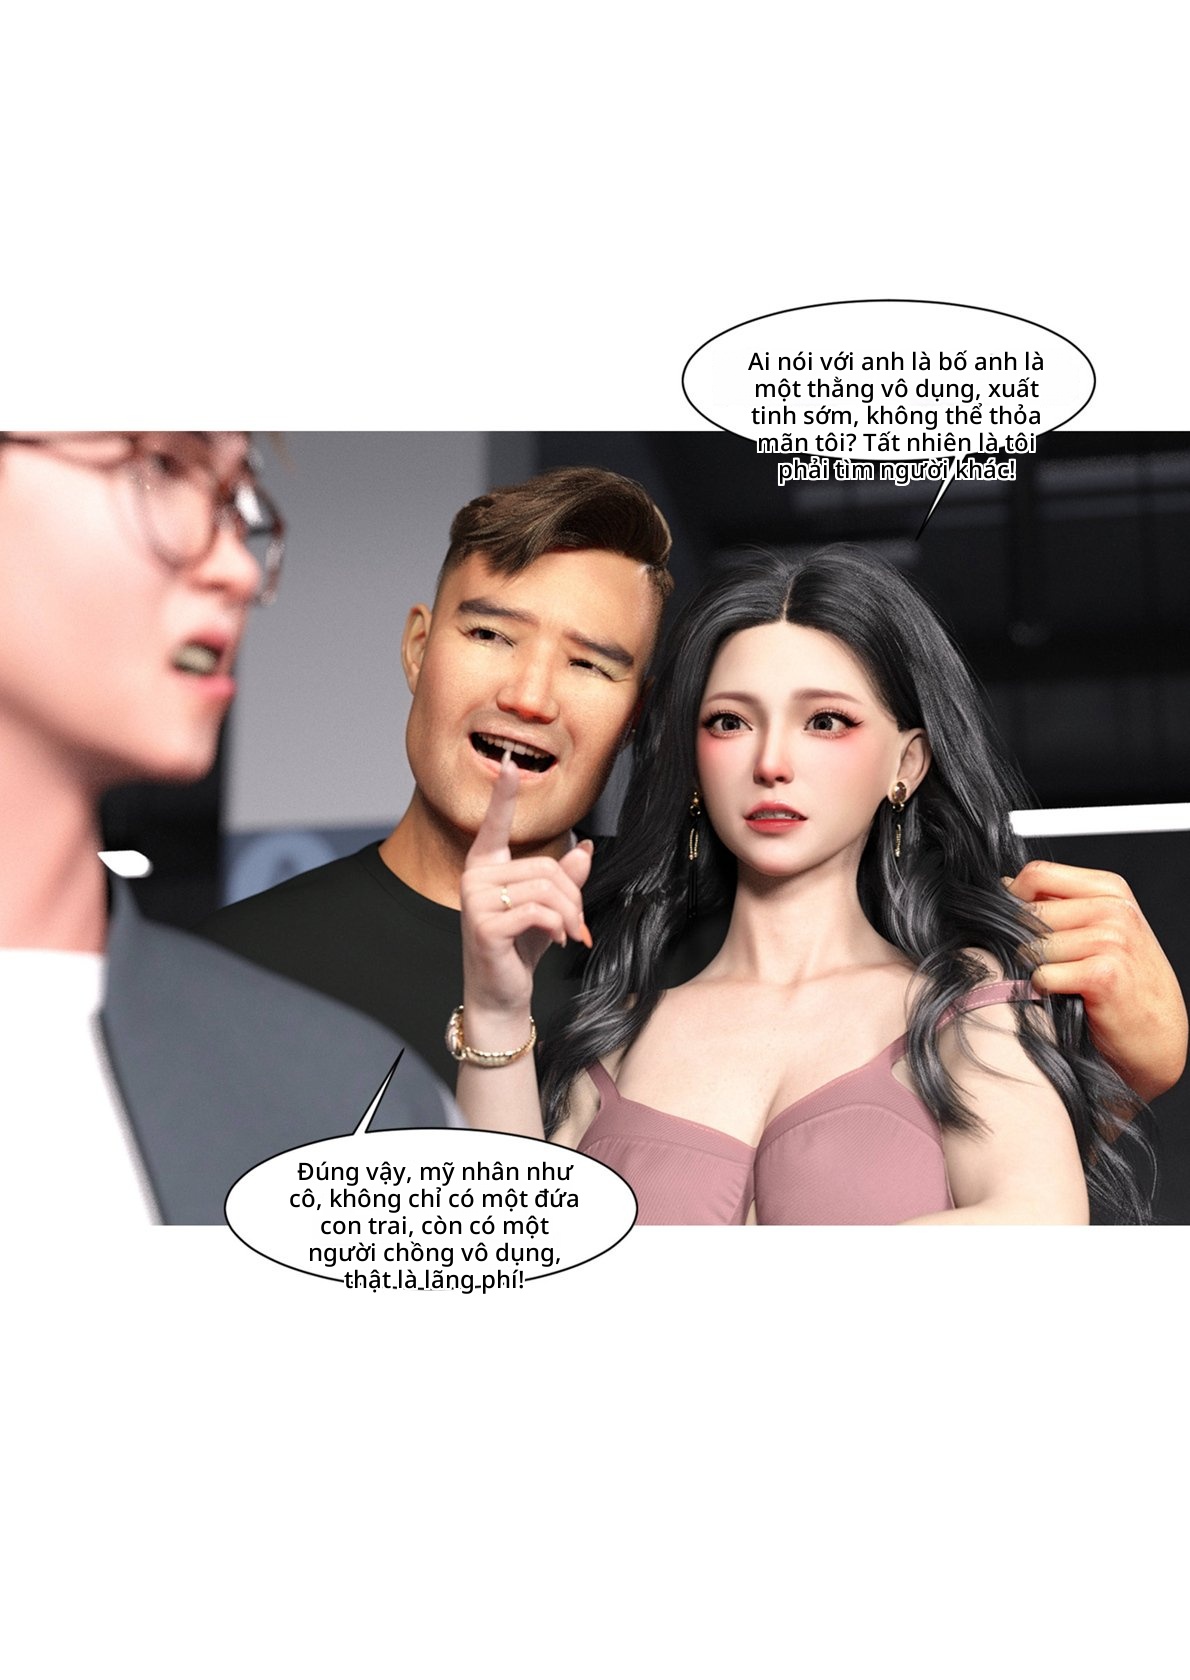 Ai nói với anh là bố anh là
một thằng vô dụng, xuất
tinh sớm, không thể thỏa
mãn tôi? Tất nhiên là tôi
phải tìm người khác!
Đúng vậy, mỹ nhân như
cô, không chỉ có một đứa
con trai, còn có một
người chồng vô dụng,
thật là lãng phí!